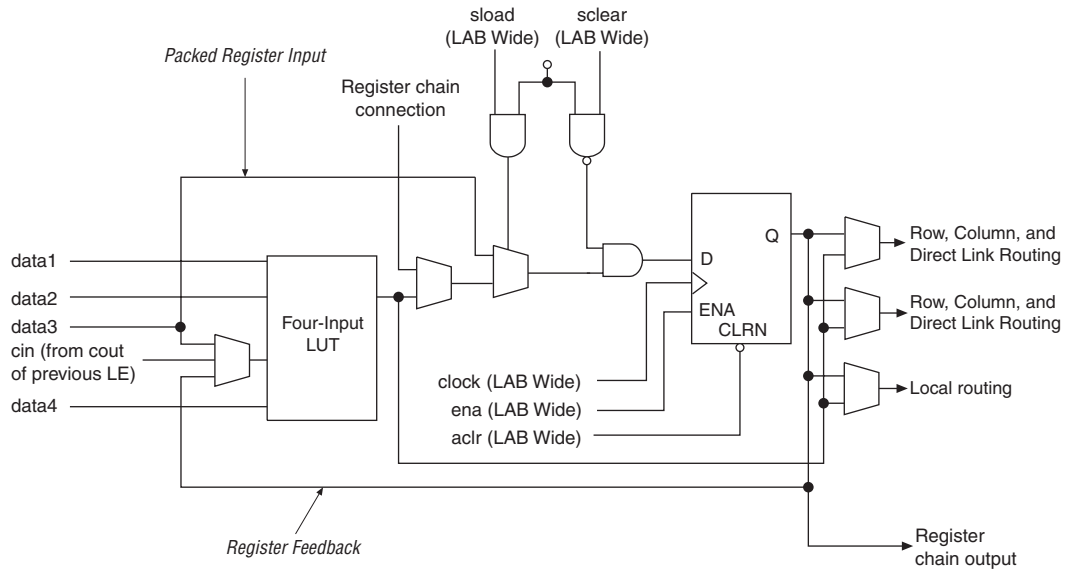 sload
(LAB Wide)
sclear
(LAB Wide)
Packed Register Input
Register chain
connection
Q
Row, Column, and
Direct Link Routing
data1
D
data2
ENA
Row, Column, and
Direct Link Routing
data3
Four-Input
LUT
CLRN
cin (from cout
of previous LE)
clock (LAB Wide)
Local routing
data4
ena (LAB Wide)
aclr (LAB Wide)
Register Feedback
Register
chain output